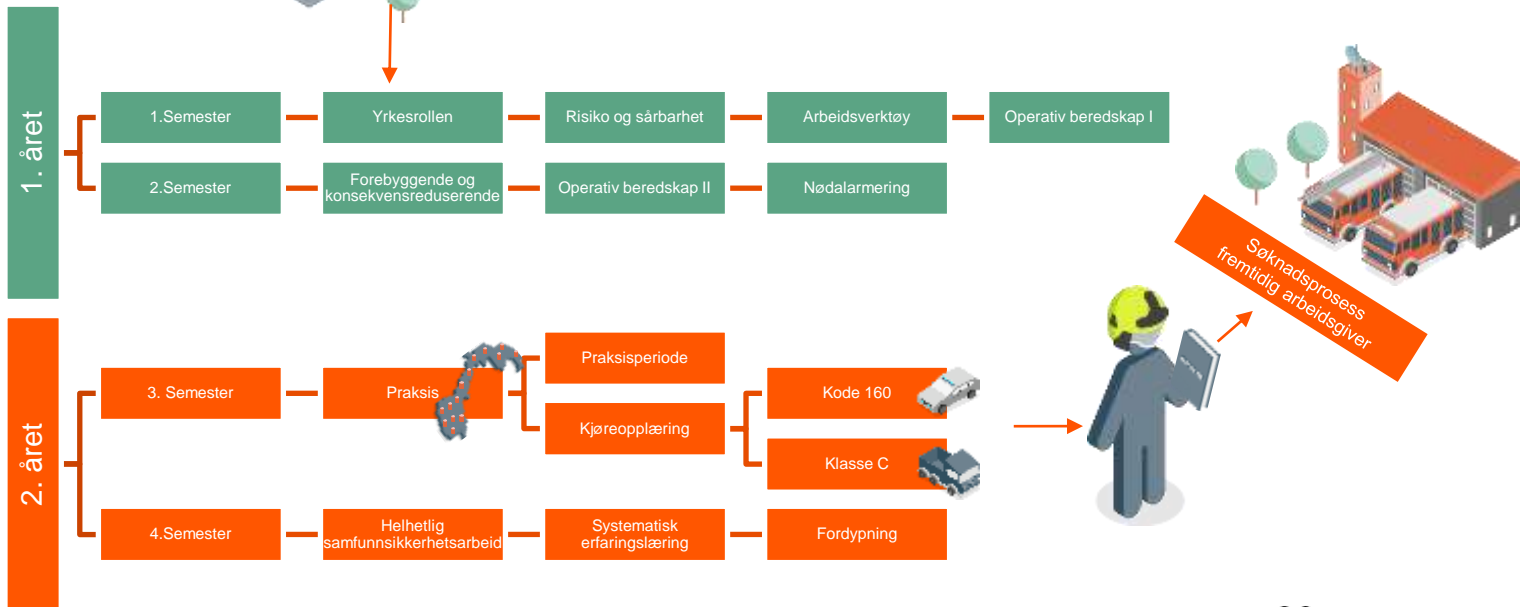 1. året
1.Semester
Yrkesrollen
Risiko og sårbarhet
Arbeidsverktøy
Operativ beredskap I
2.Semester
Forebyggende og
konsekvensreduserende
Operativ beredskap II
Nødalarmering
Søknadsprosess
fremtidig arbeidsgiver
2. året
3. Semester
Praksis
Praksisperiode
Kjøreopplæring
Kode 160
Klasse C
4.Semester
Helhetlig
samfunnsikkerhetsarbeid
Systematisk
erfaringslæring
Fordypning